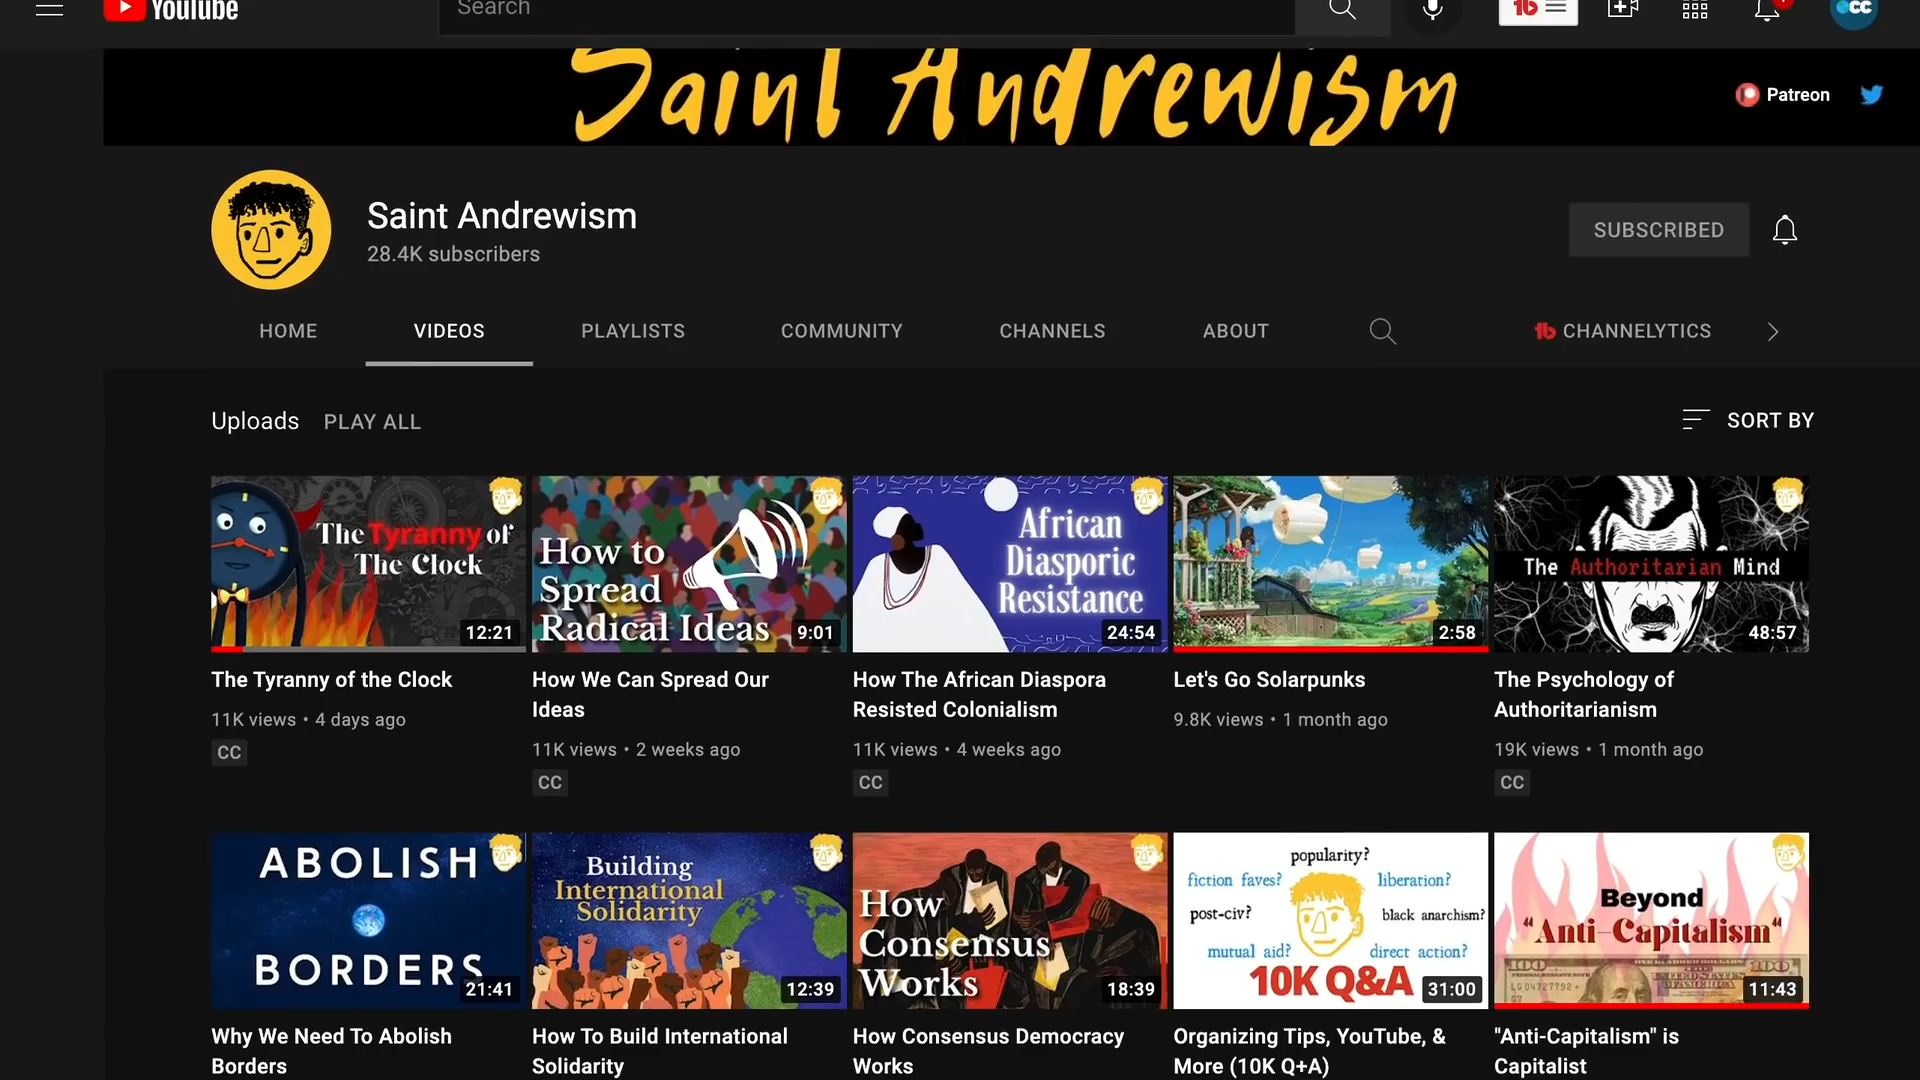 YouTube
Search
Saint Andrewism
Patreon
Saint Andrewism
28.4K subscribers
SUBSCRIBED
HOME
VIDEOS
PLAYLISTS
COMMUNITY
CHANNELS
ABOUT
CHANNELYTICS
Uploads
PLAY ALL
SORT BY
The Tyranny of
The Clock
12:21
How to
Spread
Radical Ideas
9:01
African
Diasporic
Resistance
24:54
2:58
The Authoritarian Mind
48:57
The Tyranny of the Clock
11K views • 4 days ago
CC
How We Can Spread Our
Ideas
11K views • 2 weeks ago
CC
How The African Diaspora
Resisted Colonialism
11K views • 4 weeks ago
CC
Let's Go Solarpunks
9.8K views • 1 month ago
The Psychology of
Authoritarianism
19K views • 1 month ago
CC
ABOLISH
BORDERS
21:41
Building
International
Solidarity
12:39
How
Consensus
Works
18:39
popularity?
fiction faves?
liberation?
post-civ?
black anarchism?
mutual aid?
direct action?
10K Q&A
31:00
Beyond
"Anti-Capitalism"
100
100
11:43
Why We Need To Abolish
Borders
How To Build International
Solidarity
How Consensus Democracy
Works
Organizing Tips, YouTube, &
More (10K Q+A)
"Anti-Capitalism" is
Capitalist